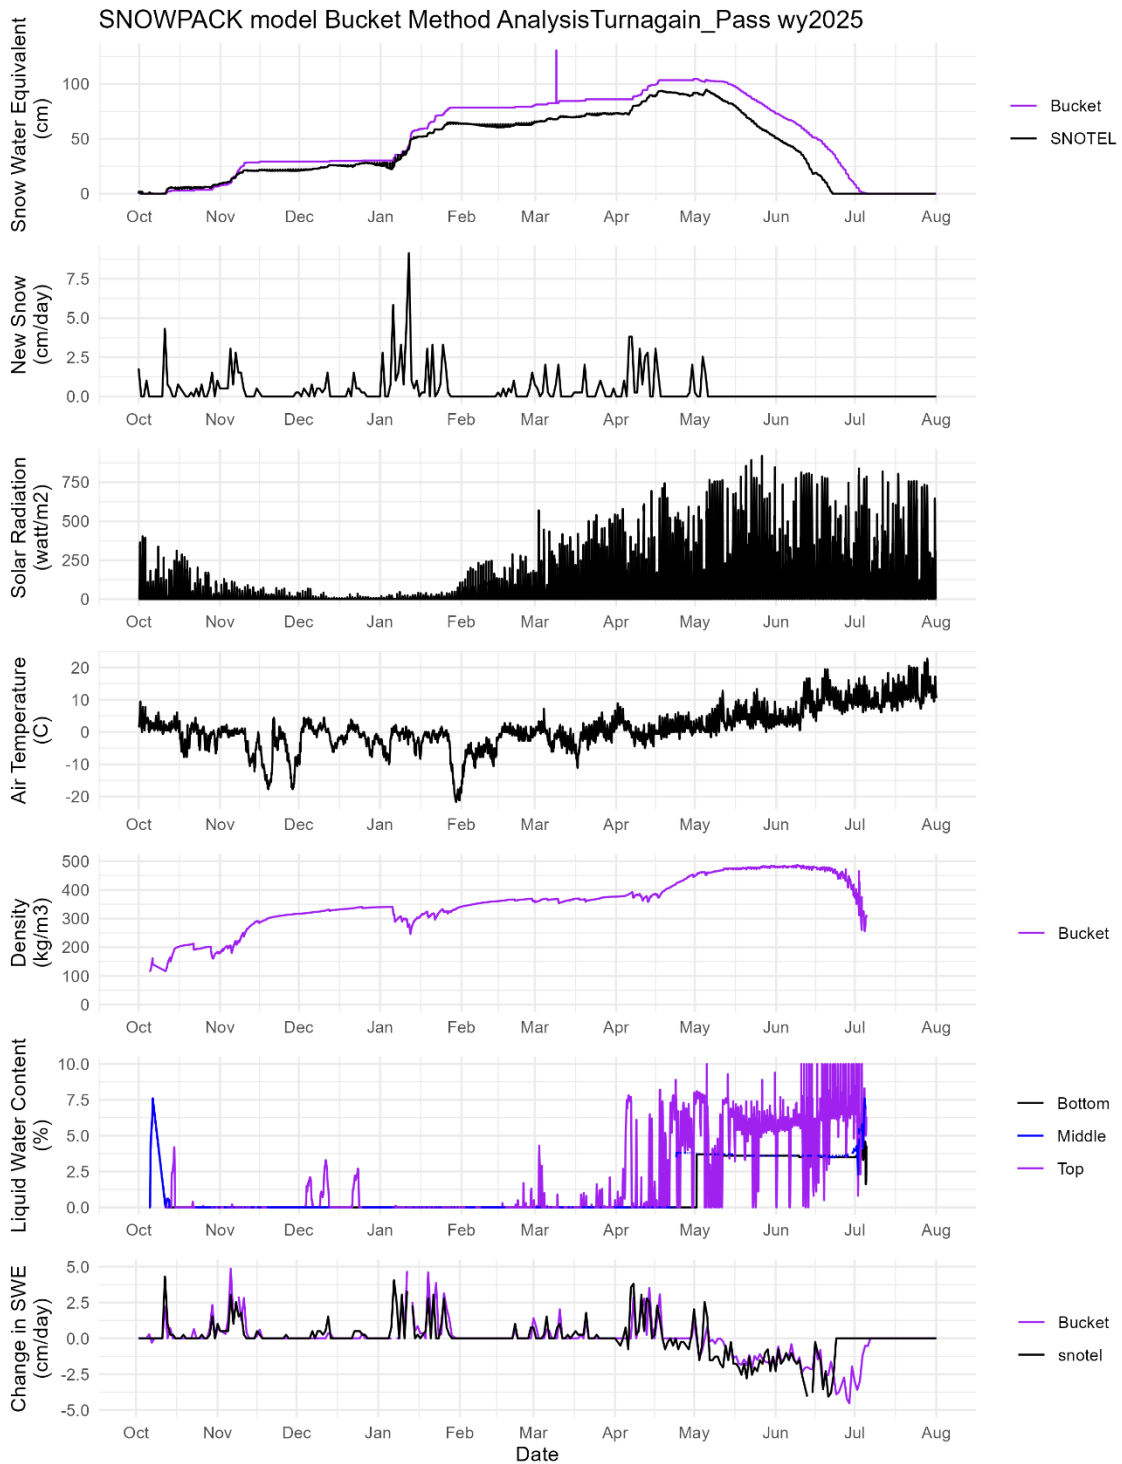 SNOWPACK model Bucket Method AnalysisTurnagain_Pass wy2025
Snow Water Equivalent
(cm)
100
50
0
Oct Nov Dec Jan Feb Mar Apr May Jun Jul Aug
Bucket
SNOTEL
New Snow
(cm/day)
7.5
5.0
2.5
0.0
Oct Nov Dec Jan Feb Mar Apr May Jun Jul Aug
Solar Radiation
(watt/m2)
750
500
250
0
Oct Nov Dec Jan Feb Mar Apr May Jun Jul Aug
Air Temperature
(C)
20
10
0
-10
-20
Oct Nov Dec Jan Feb Mar Apr May Jun Jul Aug
Density
(kg/m3)
500
400
300
200
100
0
Oct Nov Dec Jan Feb Mar Apr May Jun Jul Aug
Bucket
Liquid Water Content
(%)
10.0
7.5
5.0
2.5
0.0
Oct Nov Dec Jan Feb Mar Apr May Jun Jul Aug
Bottom
Middle
Top
Change in SWE
(cm/day)
5.0
2.5
0.0
-2.5
-5.0
Oct Nov Dec Jan Feb Mar Apr May Jun Jul Aug
Date
Bucket
snotel